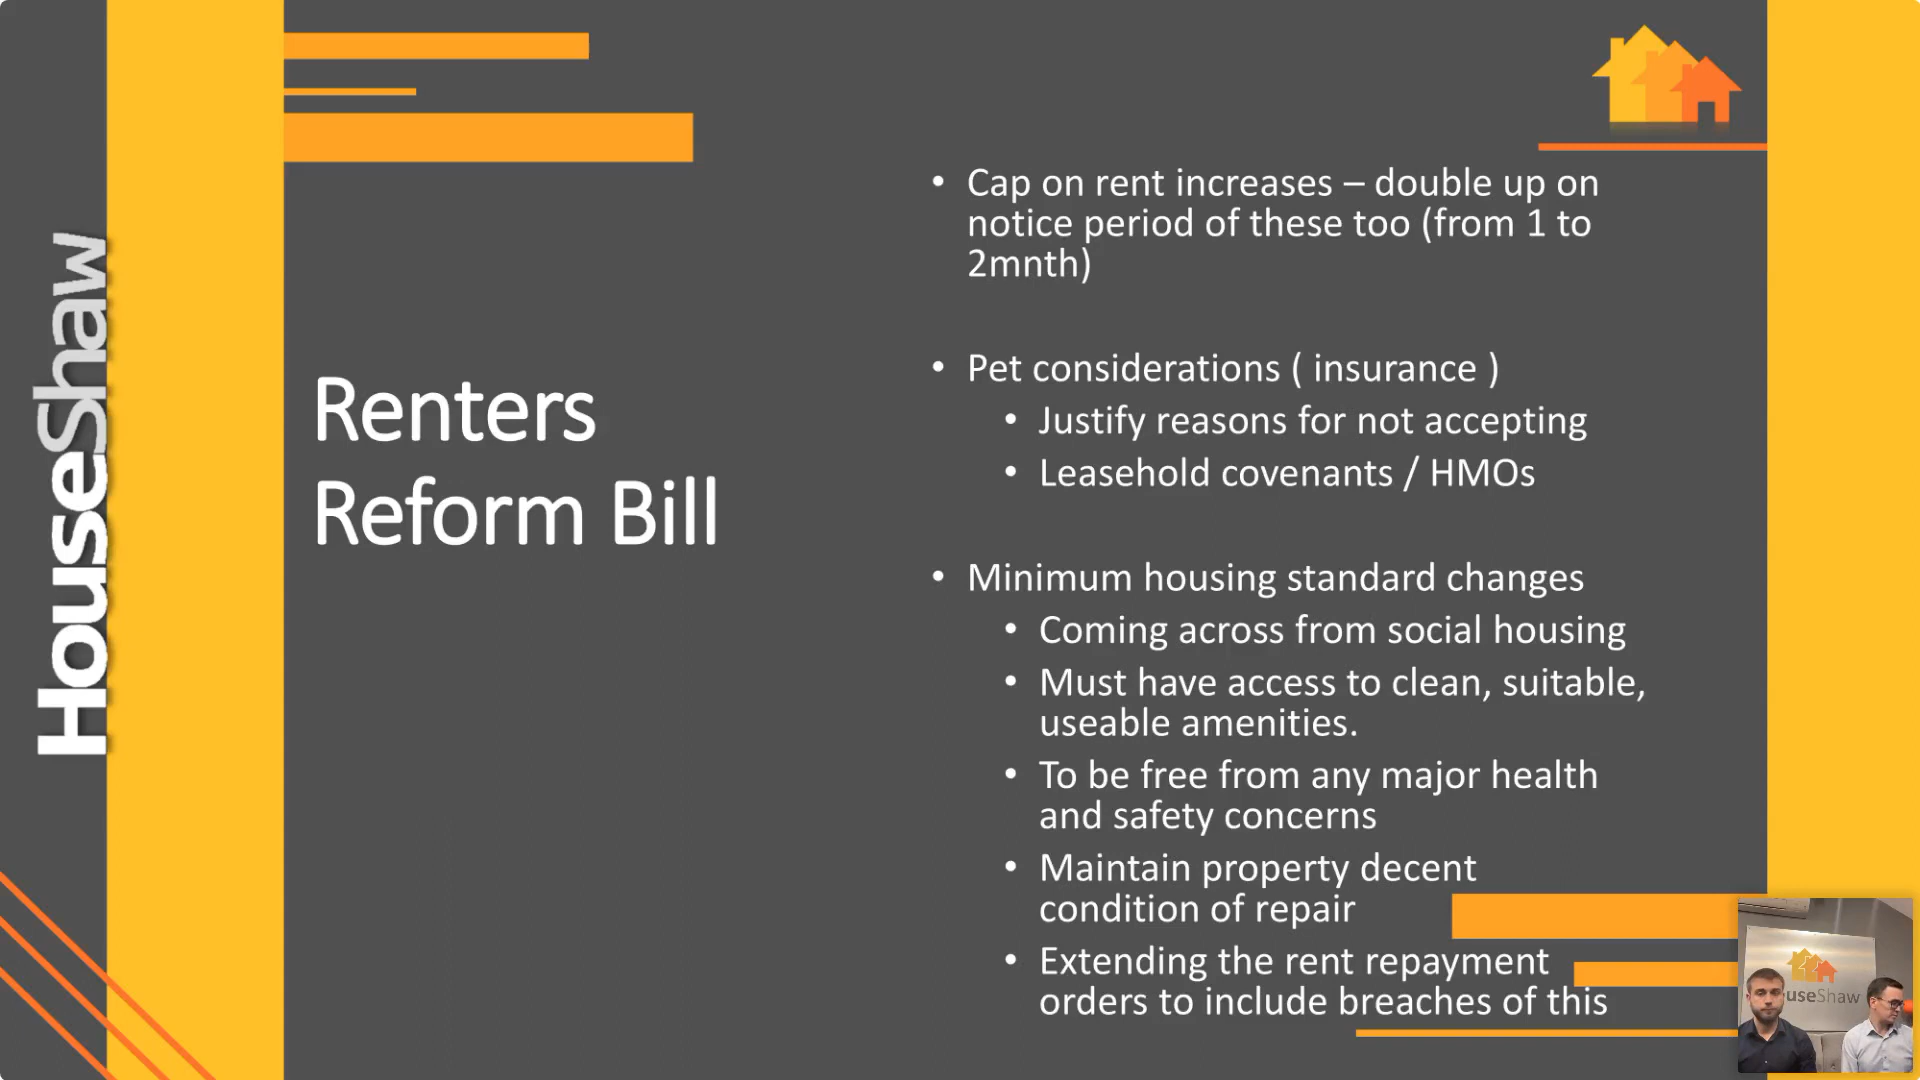 HouseShaw
Renters
Reform Bill
• Cap on rent increases – double up on
notice period of these too (from 1 to
2mnth)
• Pet considerations ( insurance )
• Justify reasons for not accepting
• Leasehold covenants / HMOs
• Minimum housing standard changes
• Coming across from social housing
• Must have access to clean, suitable,
useable amenities.
• To be free from any major health
and safety concerns
• Maintain property decent
condition of repair
• Extending the rent repayment
orders to include breaches of this
useShaw